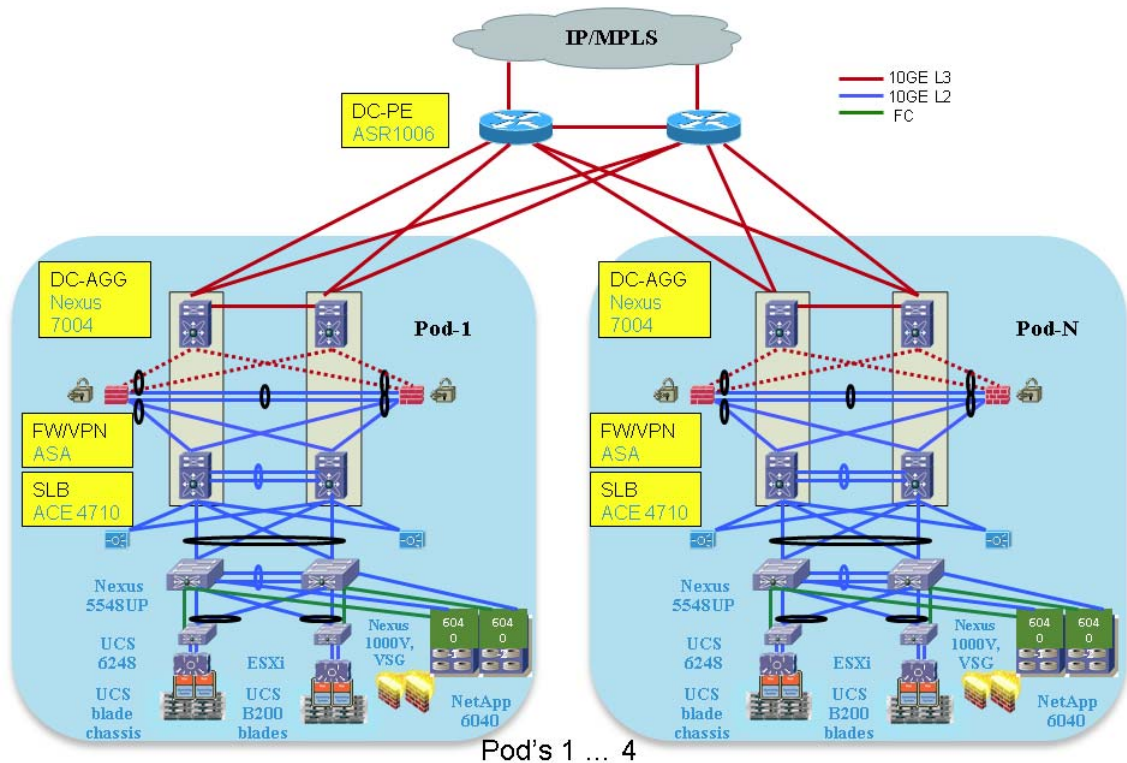 IP/MPLS
10GE L3
10GE L2
FC
DC-PE
ASR1006
DC-AGG
Nexus
7004
Pod-1
FW/VPN
ASA
SLB
ACE 4710
Nexus
5548UP
UCS
6248
ESXi
Nexus
1000V,
VSG
604
0
604
0
UCS
blade
chassis
UCS
B200
blades
NetApp
6040
DC-AGG
Nexus
7004
Pod-N
FW/VPN
ASA
SLB
ACE 4710
Nexus
5548UP
UCS
6248
ESXi
Nexus
1000V,
VSG
604
0
604
0
UCS
blade
chassis
UCS
B200
blades
NetApp
6040
Pod's 1 ... 4